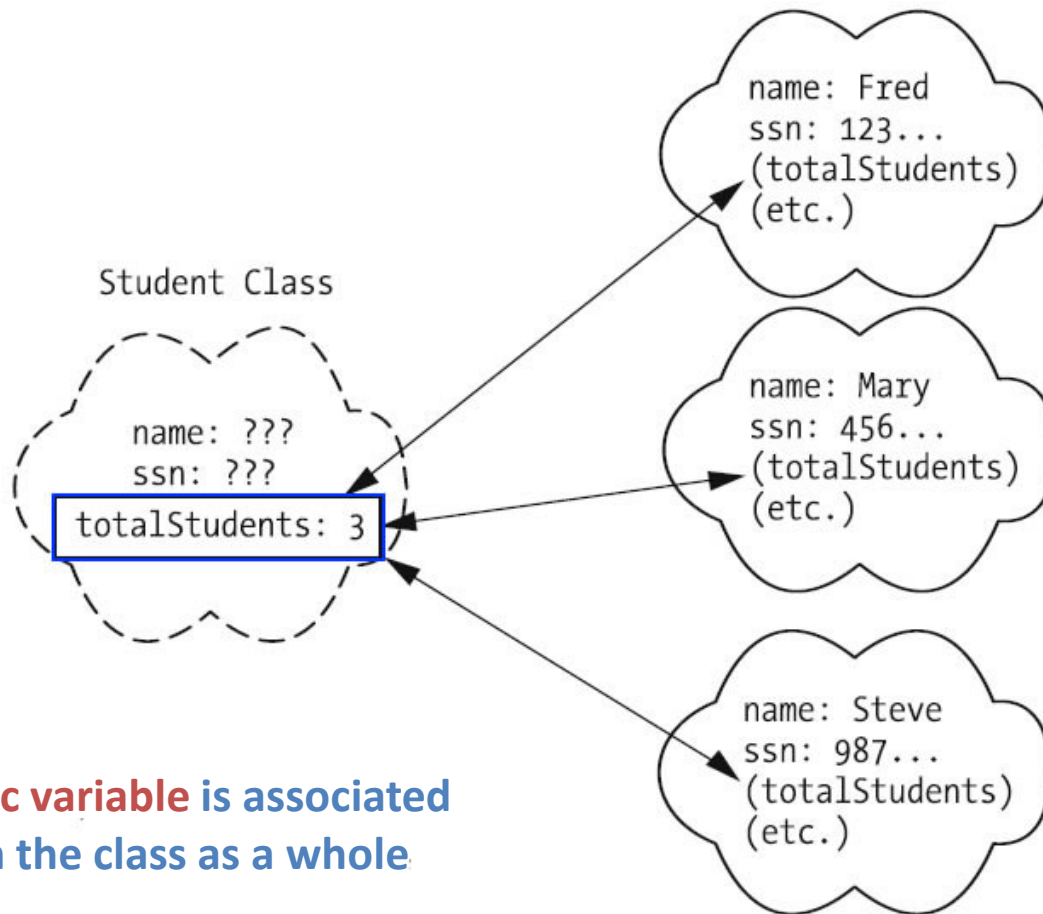 Student Class
name: ???
ssn: ???
totalStudents: 3
name: Fred
ssn: 123...
(totalStudents)
(etc.)
name: Mary
ssn: 456...
(totalStudents)
(etc.)
name: Steve
ssn: 987...
(totalStudents)
(etc.)
c variable is associated
the class as a whole